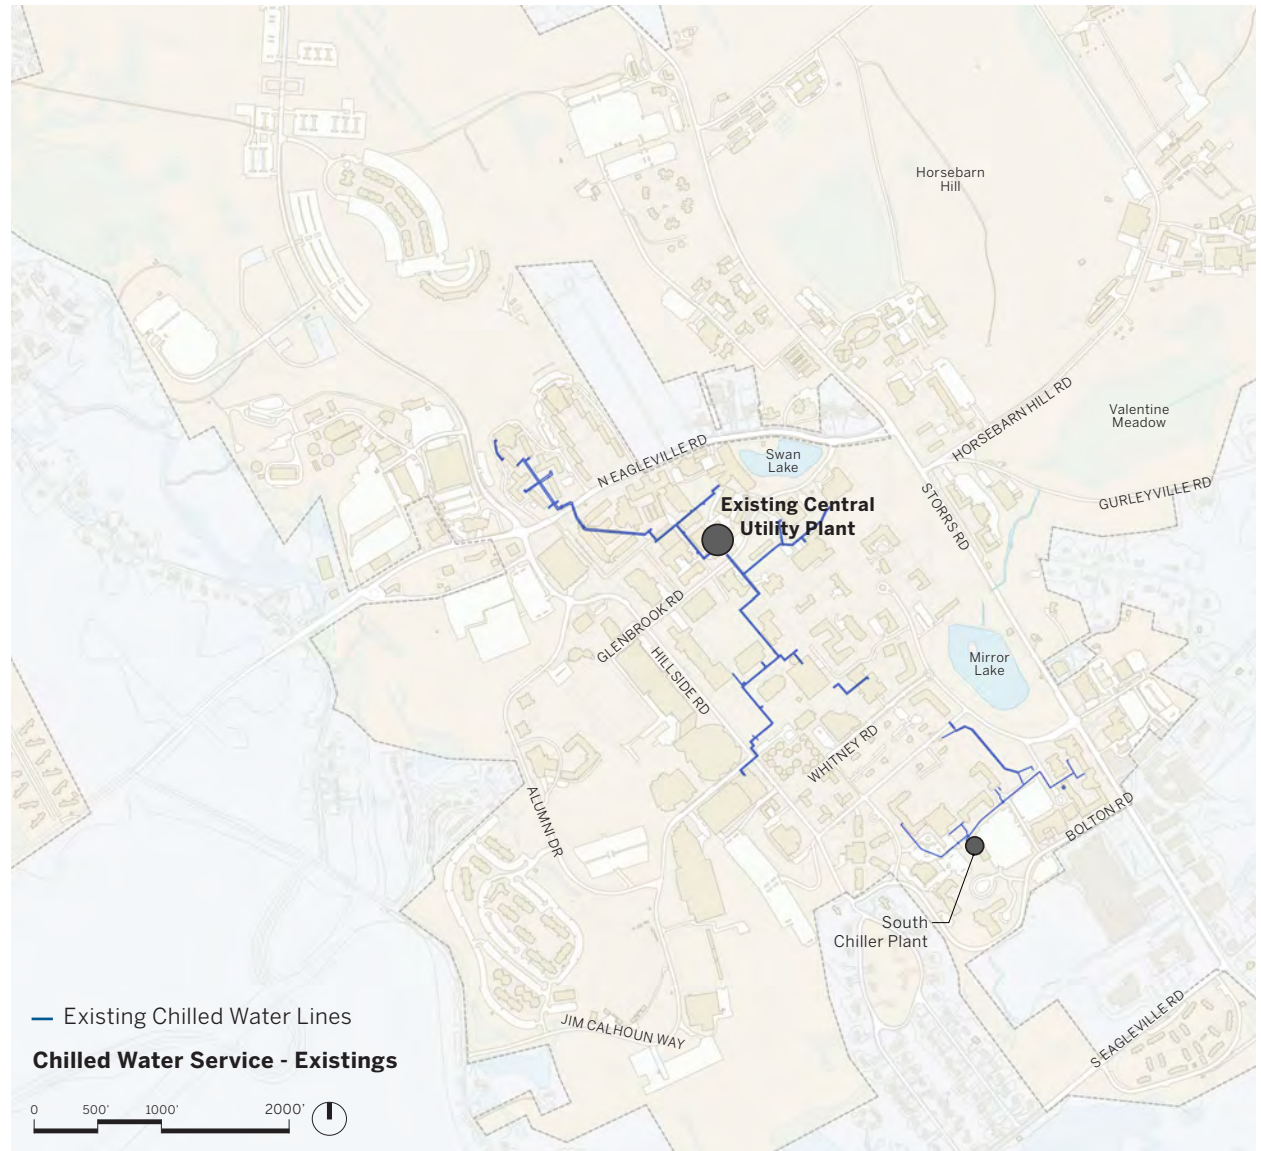 Horsebarn
Hill
HORSEBARN HILL RD
Valentine
Meadow
N EAGLEVILLE RD
Swan
Lake
GURLEYVILLE RD
STORRS RD
Existing Central
Utility Plant
GLENBROOK RD
HILLSIDE RD
Mirror
Lake
WHITNEY RD
ALUMNI DR
BOLTON RD
South
Chiller Plant
S EAGLEVILLE RD
JIM CALHOUN WAY
Existing Chilled Water Lines
Chilled Water Service - Existings
0 500' 1000' 2000'